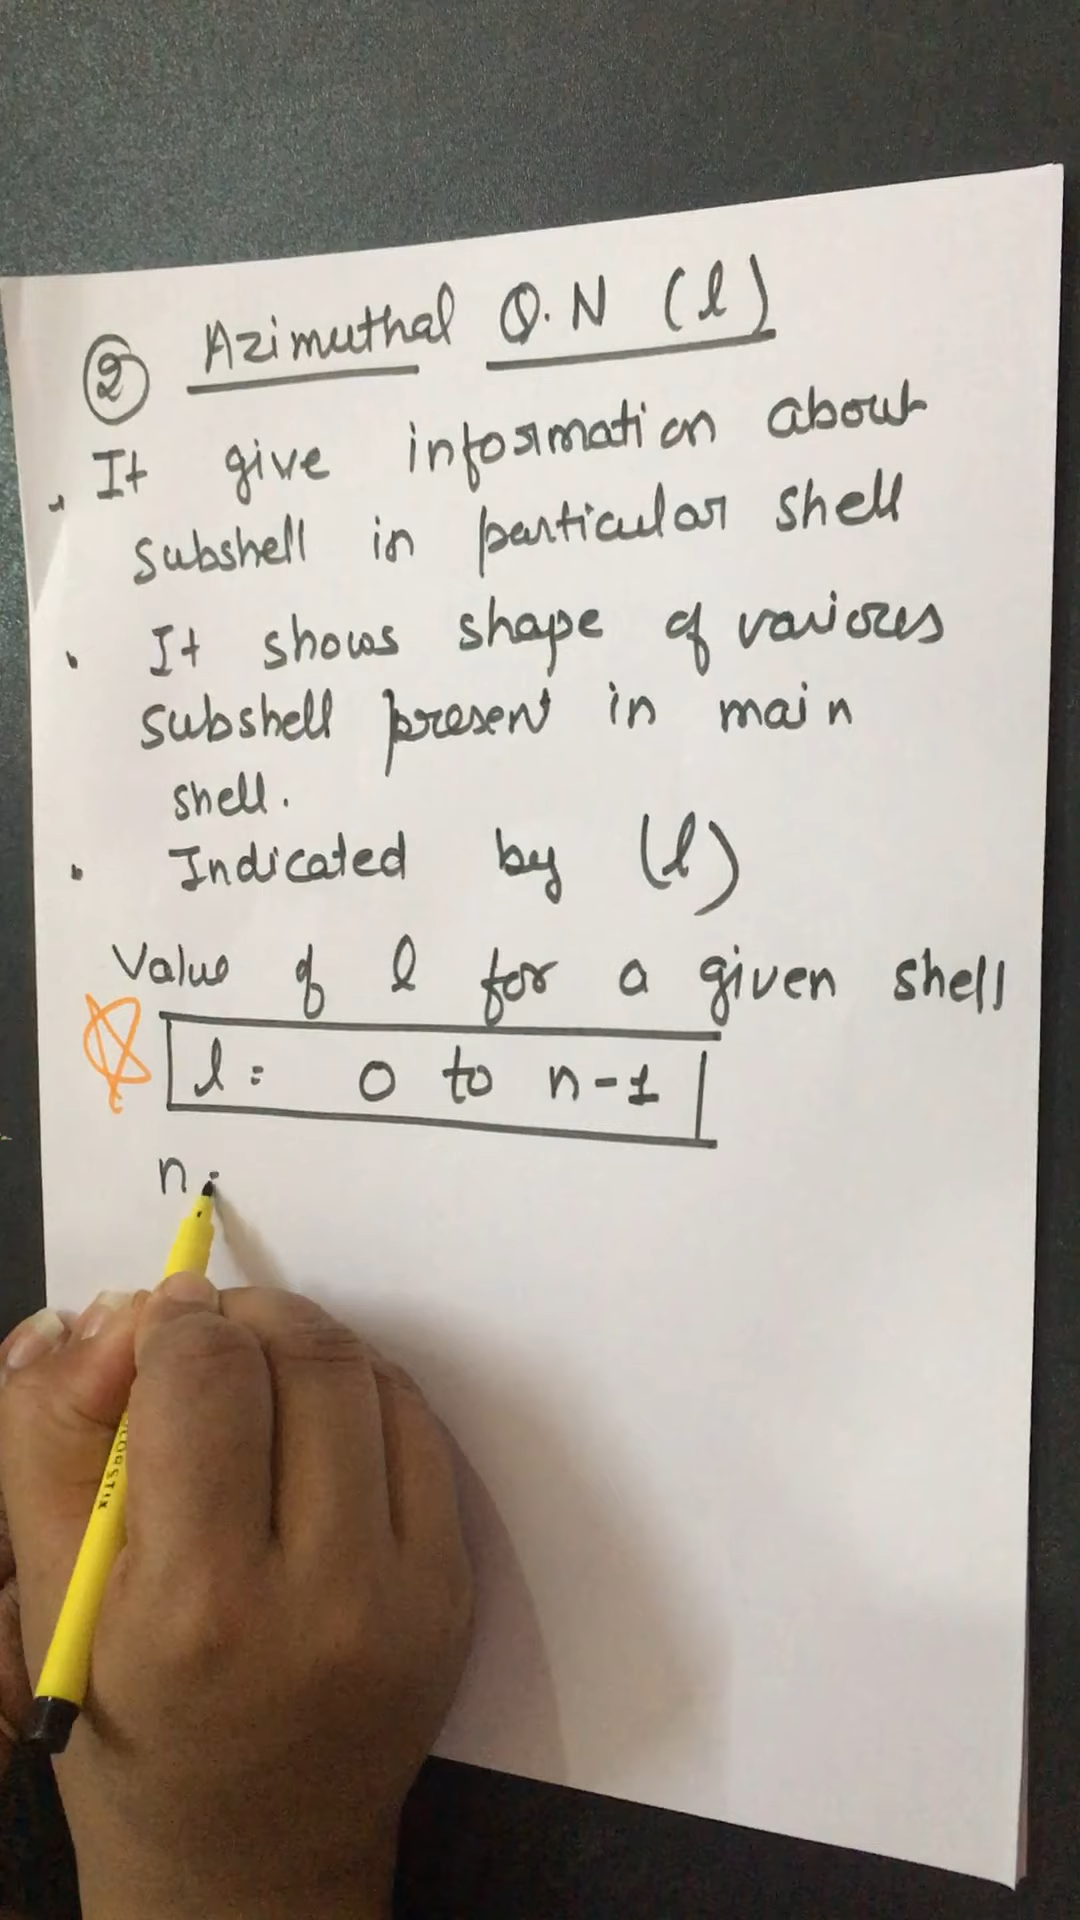 ② Azimuthal Q.N (l)
. It give information about
subshell in particular shell
. It shows shape of various
subshell present in main
shell.
. Indicated by (l)
Value of l for a given shell
l = 0 to n-1
n =
COLORSTIX